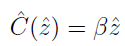 Ĉ(ẑ) = βẑ